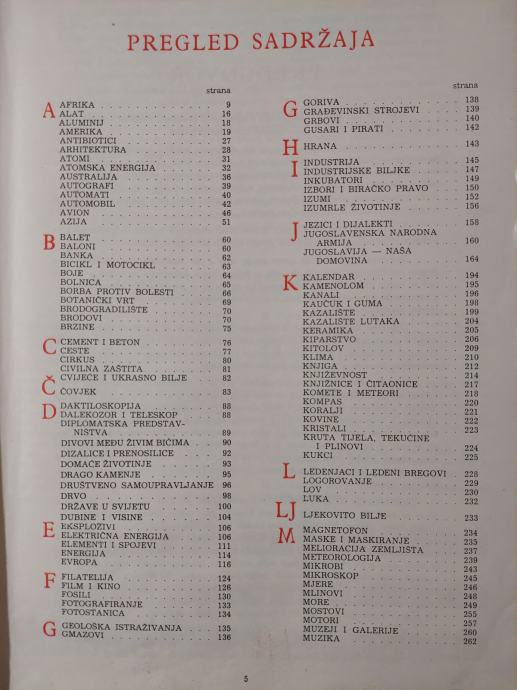 PREGLED SADRŽAJA
strana
A AFRIKA . . . . . . . . . . 9
ALAT . . . . . . . . . . 16
ALUMINIJ . . . . . . . . . . 18
AMERIKA . . . . . . . . . . 19
ANTIBIOTICI . . . . . . . . . . 27
ARHITEKTURA . . . . . . . . . . 28
ATOMI . . . . . . . . . . 31
ATOMSKA ENERGIJA . . . . . . 32
AUSTRALIJA . . . . . . . . . . 36
AUTOGRAFI . . . . . . . . . . 39
AUTOMATI . . . . . . . . . . 40
AUTOMOBIL . . . . . . . . . . 42
AVION . . . . . . . . . . 46
AZIJA . . . . . . . . . . 51
B BALET . . . . . . . . . . 60
BALONI . . . . . . . . . . 60
BANKA . . . . . . . . . . 62
BICIKL I MOTOCIKL . . . . . . 63
BOJE . . . . . . . . . . 64
BOLNICA . . . . . . . . . . 65
BORBA PROTIV BOLESTI . . . . 66
BOTANIČKI VRT . . . . . . . . 69
BRODOGRADILIŠTE . . . . . . 70
BRODOVI . . . . . . . . . . 70
BRZINE . . . . . . . . . . 75
C CEMENT I BETON . . . . . . 76
CESTE . . . . . . . . . . 77
CIRKUS . . . . . . . . . . 80
CIVILNA ZAŠTITA . . . . . . 81
CVIJEĆE I UKRASNO BILJE . . . 82
Č ČOVJEK . . . . . . . . . . 83
D DAKTILOSKOPIJA . . . . . . 88
DALEKOZOR I TELESKOP . . . . 88
DIPLOMATSKA PREDSTAV-
NIŠTVA . . . . . . . . . . 89
DIVOVI MEĐU ŽIVIM BIĆIMA . . 90
DIZALICE I PRENOSILICE . . . . 92
DOMAĆE ŽIVOTINJE . . . . . . 93
DRAGO KAMENJE . . . . . . 95
DRUŠTVENO SAMOUPRAVLJANJE 96
DRVO . . . . . . . . . . 98
DRŽAVE U SVIJETU . . . . . . 100
DUBINE I VISINE . . . . . . 104
E EKSPLOZIVI . . . . . . . . 106
ELEKTRIČNA ENERGIJA . . . . 106
ELEMENTI I SPOJEVI . . . . . . 111
ENERGIJA . . . . . . . . . . 114
EVROPA . . . . . . . . . . 116
F FILATELIJA . . . . . . . . 124
FILM I KINO . . . . . . . . 126
FOSILI . . . . . . . . . . 130
FOTOGRAFIRANJE . . . . . . 133
FOTOSTANICA . . . . . . . . 134
G GEOLOŠKA ISTRAŽIVANJA . . . 135
GMAZOVI . . . . . . . . . . 136
strana
G GORIVA . . . . . . . . . . 138
GRAĐEVINSKI STROJEVI . . . . 139
GRBOVI . . . . . . . . . . 140
GUSARI I PIRATI . . . . . . 142
H HRANA . . . . . . . . . . 143
I INDUSTRIJA . . . . . . . . 145
INDUSTRIJSKE BILJKE . . . . 147
INKUBATORI . . . . . . . . 149
IZBORI I BIRAČKO PRAVO . . . 150
IZUMI . . . . . . . . . . 152
IZUMRLE ŽIVOTINJE . . . . . . 156
J JEZICI I DIJALEKTI . . . . . . 158
JUGOSLAVENSKA NARODNA
ARMIJA . . . . . . . . . . 160
JUGOSLAVIJA — NAŠA
DOMOVINA . . . . . . . . . . 164
K KALENDAR . . . . . . . . 194
KAMENOLOM . . . . . . . . 195
KANALI . . . . . . . . . . 196
KAUČUK I GUMA . . . . . . 198
KAZALIŠTE . . . . . . . . 199
KAZALIŠTE LUTAKA . . . . . . 204
KERAMIKA . . . . . . . . . . 205
KIPARSTVO . . . . . . . . 206
KITOLOV . . . . . . . . . . 209
KLIMA . . . . . . . . . . 210
KNJIGA . . . . . . . . . . 212
KNJIŽEVNOST . . . . . . . . 214
KNJIŽNICE I ČITAONICE . . . . 217
KOMETE I METEORI . . . . . . 218
KOMPAS . . . . . . . . . . 220
KORALJI . . . . . . . . . . 221
KOVINE . . . . . . . . . . 222
KRISTALI . . . . . . . . . . 223
KRUTA TIJELA, TEKUĆINE
I PLINOVI . . . . . . . . . . 224
KUKCI . . . . . . . . . . 225
L LEDENJACI I LEDENI BREGOVI . 228
LOGOROVANJE . . . . . . . . 229
LOV . . . . . . . . . . 230
LUKA . . . . . . . . . . 232
LJ LJEKOVITO BILJE . . . . . . 233
M MAGNETOFON . . . . . . . . 234
MASKE I MASKIRANJE . . . . 235
MELIORACIJA ZEMLJIŠTA . . . . 237
METEOROLOGIJA . . . . . . 239
MIKROBI . . . . . . . . . . 243
MIKROSKOP . . . . . . . . 245
MJERE . . . . . . . . . . 246
MLINOVI . . . . . . . . . . 248
MORE . . . . . . . . . . 249
MOSTOVI . . . . . . . . . . 255
MOTORI . . . . . . . . . . 257
MUZEJI I GALERIJE . . . . . . 260
MUZIKA . . . . . . . . . . 262
5